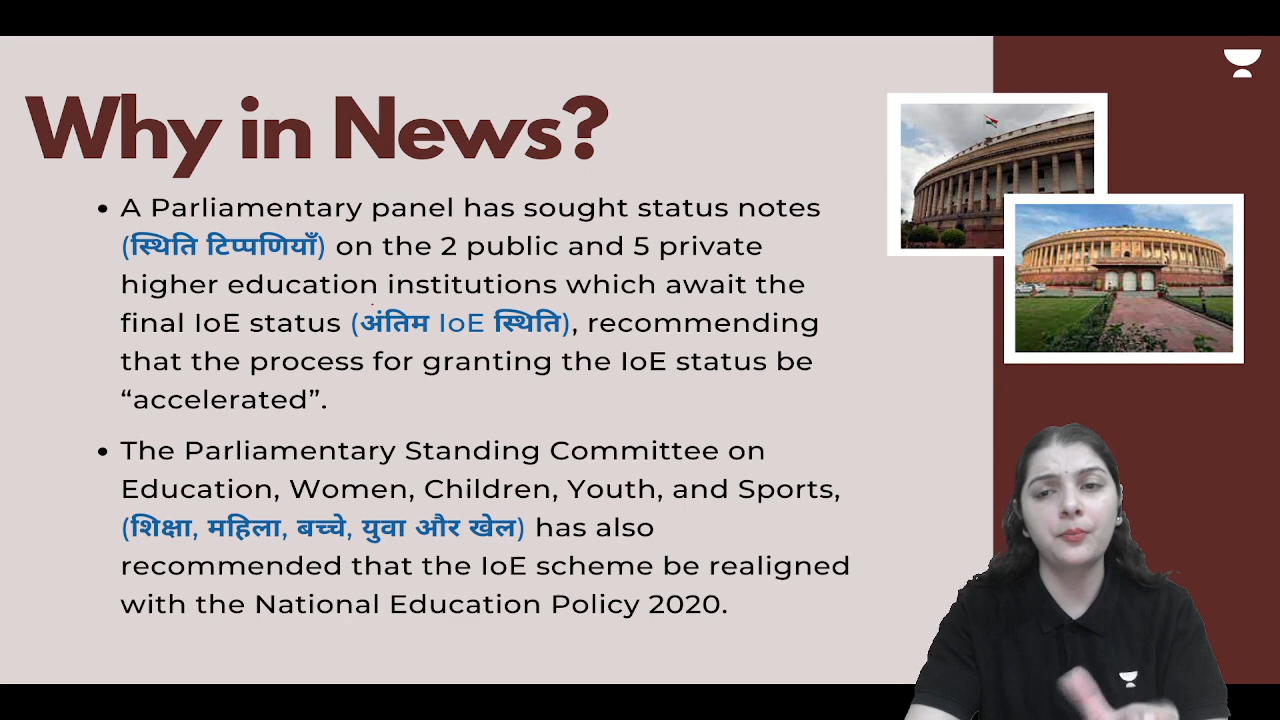 Why in News?
• A Parliamentary panel has sought status notes
(स्थिति टिप्पणियाँ) on the 2 public and 5 private
higher education institutions which await the
final IoE status (अंतिम IoE स्थिति), recommending
that the process for granting the IoE status be
“accelerated”.
• The Parliamentary Standing Committee on
Education, Women, Children, Youth, and Sports,
(शिक्षा, महिला, बच्चे, युवा और खेल) has also
recommended that the IoE scheme be realigned
with the National Education Policy 2020.